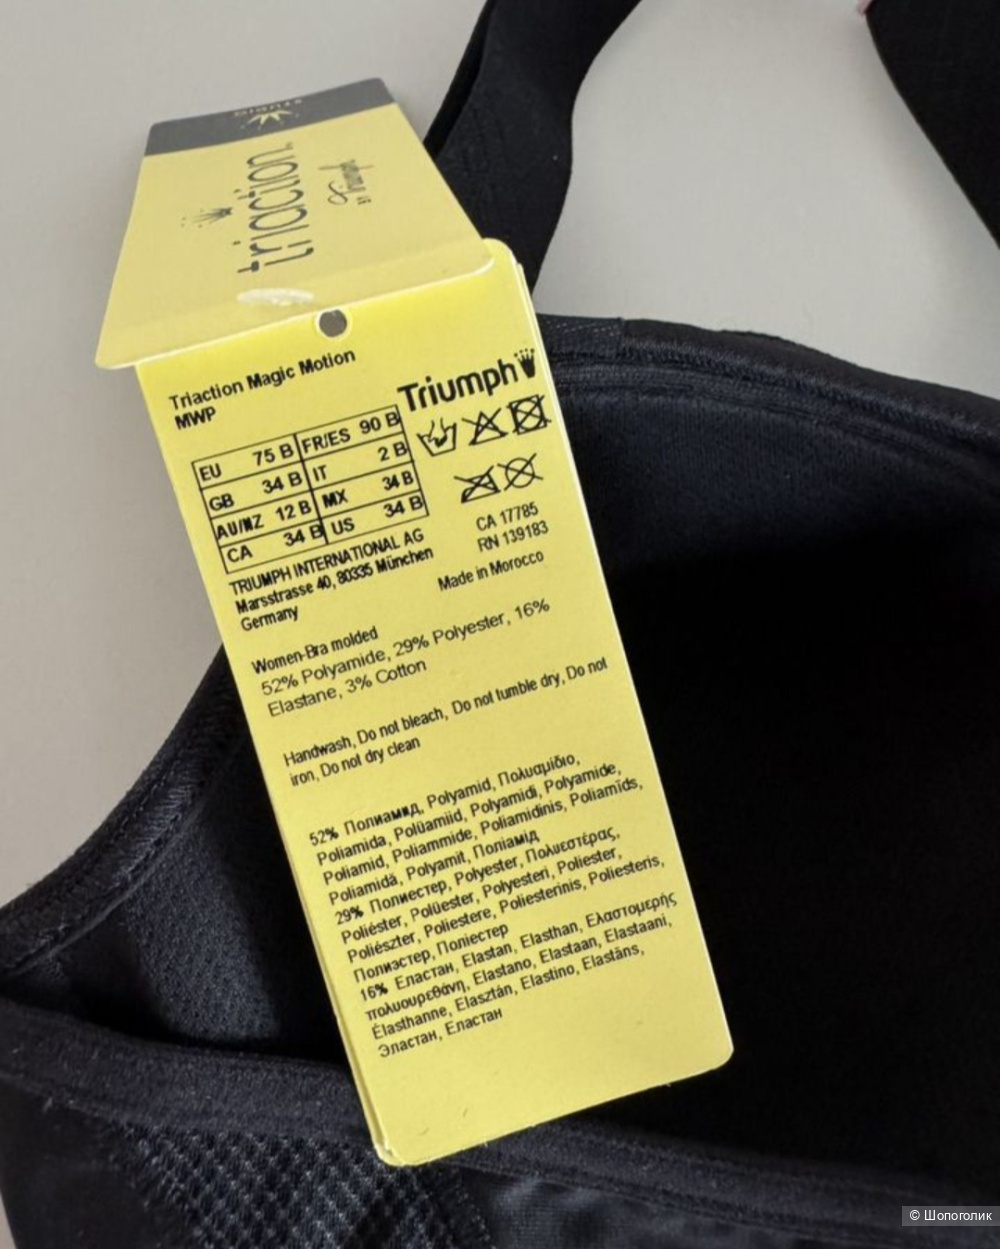 triaction
BY Triumph
Triaction Magic Motion
MWP
Triumph
EU 75 B FR/ES 90 B
GB 34 B IT 2 B
AU/NZ 12 B MX 34 B
CA 34 B US 34 B
CA 17785
RN 139183
TRIUMPH INTERNATIONAL AG
Marsstrasse 40, 80335 München
Germany
Made in Morocco
Women-Bra molded
52% Polyamide, 29% Polyester, 16%
Elastane, 3% Cotton
Handwash, Do not bleach, Do not tumble dry, Do not
iron, Do not dry clean
52% Полиамид, Polyamid, Πολυαμίδιο,
Poliamida, Polüamiid, Polyamidi, Polyamide,
Poliamid, Poliammide, Poliamidinis, Poliamīds,
Poliamidă, Polyamit, Поліамід
29% Полиестер, Polyester, Πολυεστέρας,
Poliéster, Polüester, Polyesteri, Poliester,
Poliészter, Poliestere, Poliesterinis, Poliesteris,
Полиэстер, Поліестер
16% Еластан, Elastan, Elasthan, Ελαστομερής
πολυουρεθάνη, Elastano, Elastaan, Elastaani,
Élasthanne, Elasztán, Elastino, Elastāns,
Эластан, Еластан
© Шопоголик